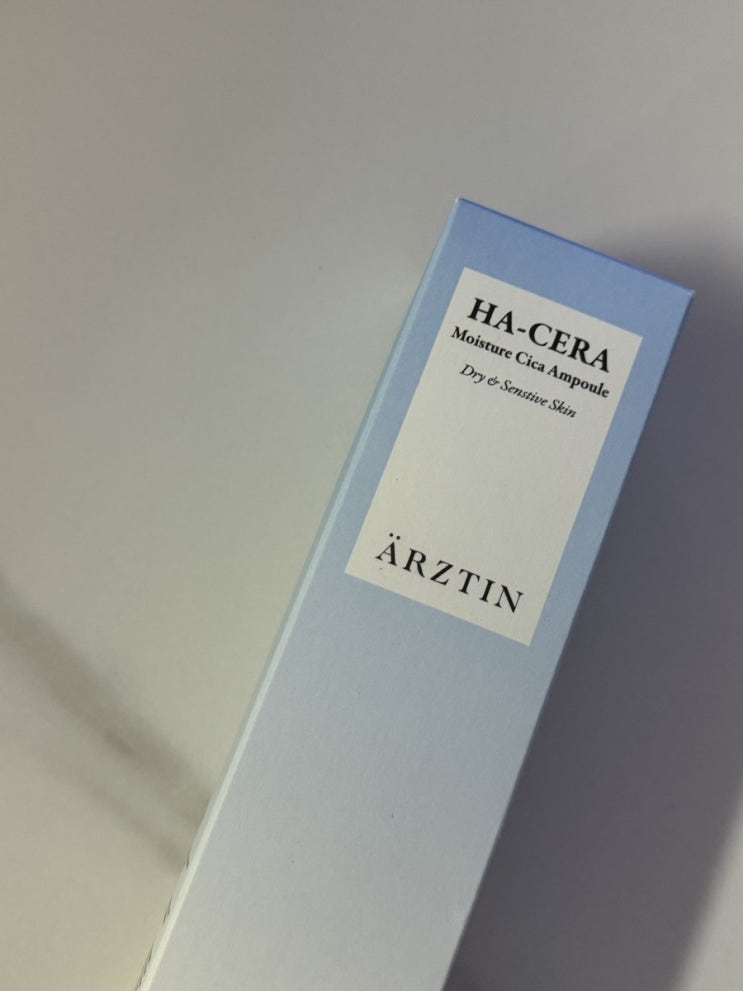 HA-CERA
Moisture Cica Ampoule
Dry & Senstive Skin
ÄRZTIN